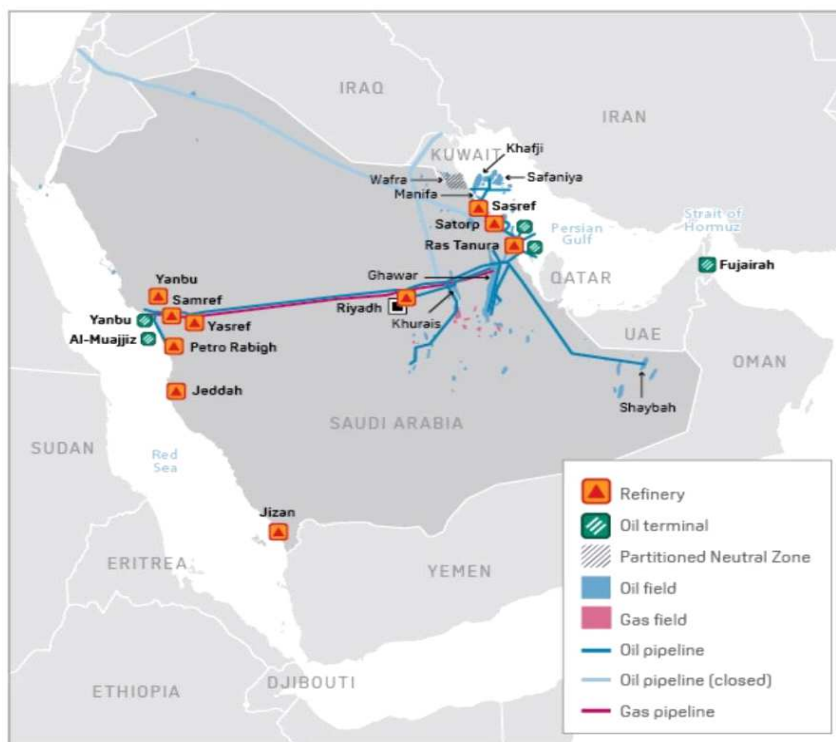 IRAQ
IRAN
KUWAIT
Khafji
Wafra
Safaniya
Manifa
Sasref
Satorp
Persian
Gulf
Strait of
Hormuz
Ras Tanura
Fujairah
Ghawar
QATAR
Yanbu
Samref
Riyadh
Khurais
Yanbu
Yasref
UAE
Al-Muajjiz
Petro Rabigh
OMAN
Jeddah
Shaybah
SAUDI ARABIA
SUDAN
Red
Sea
Jizan
ERITREA
YEMEN
ETHIOPIA
DJIBOUTI
Refinery
Oil terminal
Partitioned Neutral Zone
Oil field
Gas field
Oil pipeline
Oil pipeline (closed)
Gas pipeline